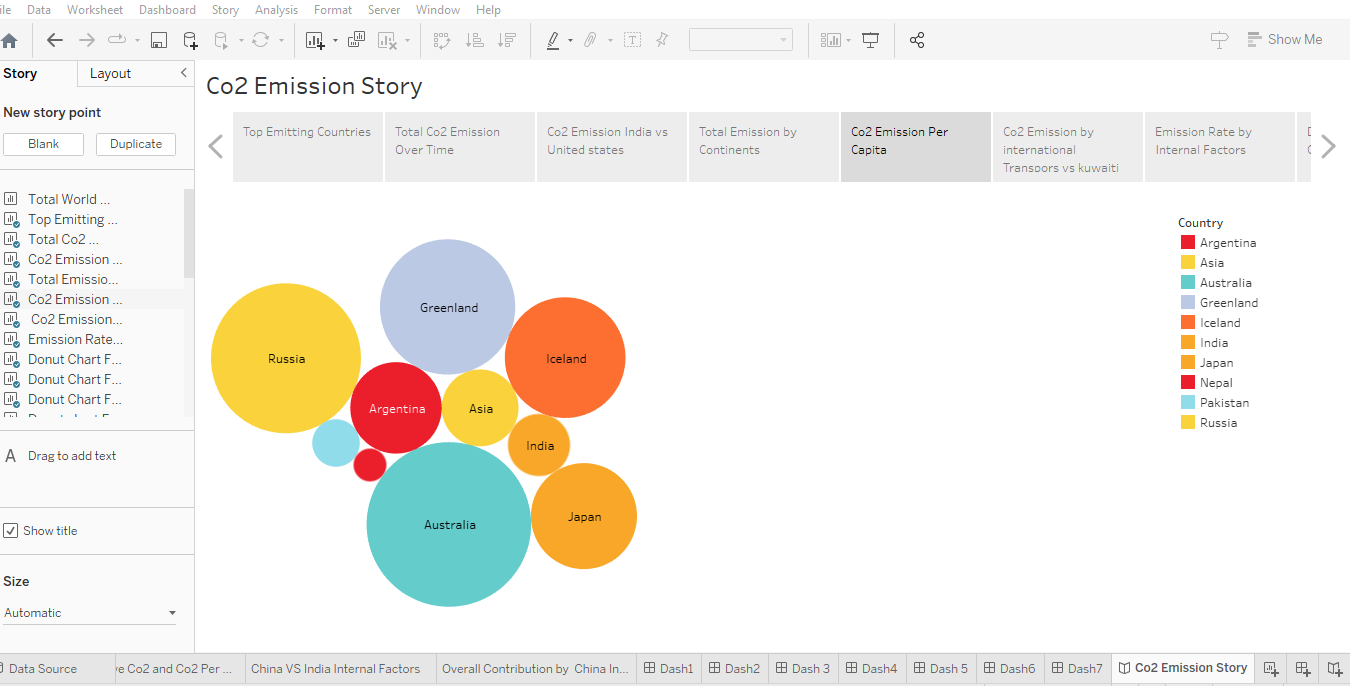 ile Data Worksheet Dashboard Story Analysis Format Server Window Help
Show Me
Story Layout
New story point
Blank Duplicate
Total World ...
Top Emitting ...
Total Co2 ...
Co2 Emission ...
Total Emissio...
Co2 Emission ...
Co2 Emission...
Emission Rate...
Donut Chart F...
Donut Chart F...
Donut Chart F...
A Drag to add text
Show title
Size
Automatic
Co2 Emission Story
Top Emitting Countries
Total Co2 Emission
Over Time
Co2 Emission India vs
United states
Total Emission by
Continents
Co2 Emission Per
Capita
Co2 Emission by
international
Transpors vs kuwaiti
Emission Rate by
Internal Factors
Greenland
Russia
Iceland
Argentina
Asia
India
Japan
Australia
Country
Argentina
Asia
Australia
Greenland
Iceland
India
Japan
Nepal
Pakistan
Russia
Data Source ve Co2 and Co2 Per ... China VS India Internal Factors Overall Contribution by China In... Dash1 Dash2 Dash 3 Dash4 Dash 5 Dash6 Dash7 Co2 Emission Story